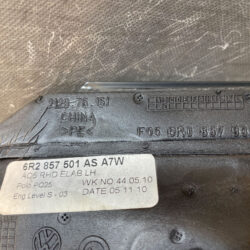 CHINA
>PE<
6R2 857 501 AS A7W
AOS RHD ELAB LH
Polo PQ25
WK NO 44 05.10
Eng Level S - 03
DATE 05 11 10